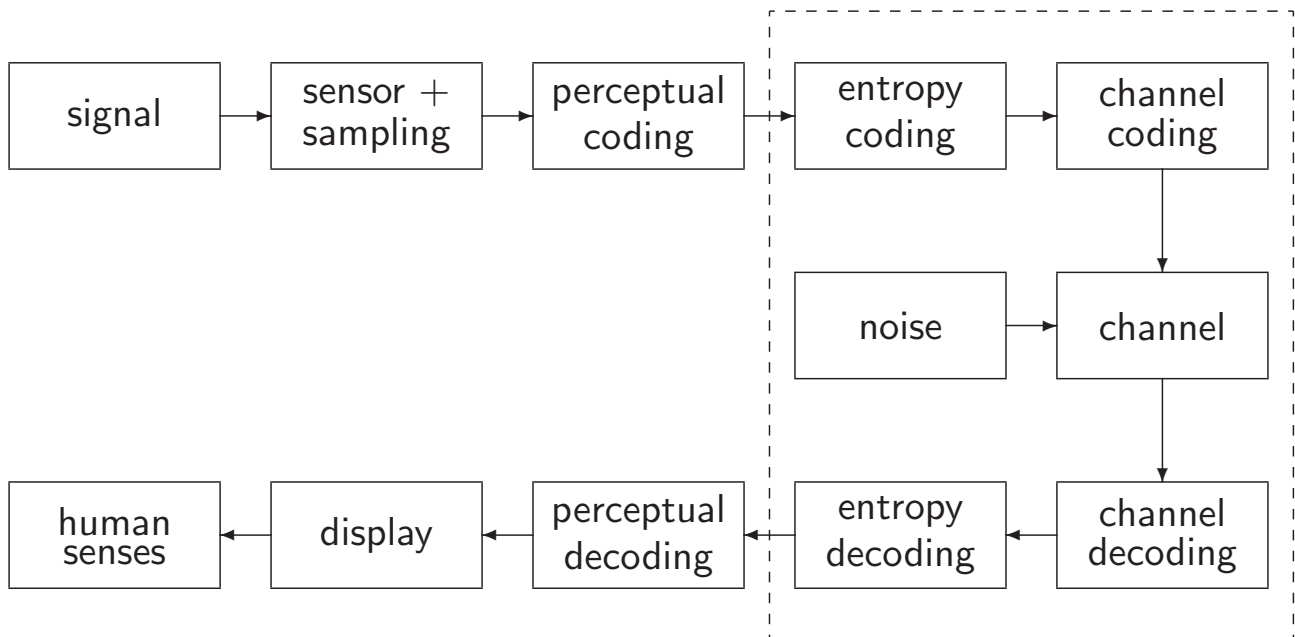 signal
sensor +
sampling
perceptual
coding
entropy
coding
channel
coding
noise
channel
human
senses
display
perceptual
decoding
entropy
decoding
channel
decoding